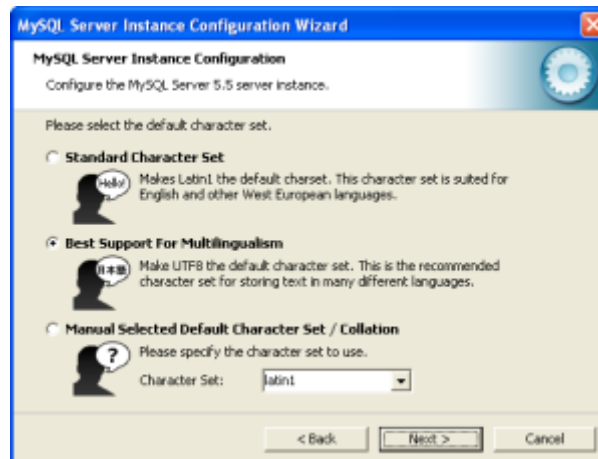 MySQL Server Instance Configuration Wizard
MySQL Server Instance Configuration
Configure the MySQL Server 5.5 server instance.
Please select the default character set.
Standard Character Set
Hello!
Makes Latin1 the default charset. This character set is suited for
English and other West European languages.
Best Support For Multilingualism
日本語
Make UTF8 the default character set. This is the recommended
character set for storing text in many different languages.
Manual Selected Default Character Set / Collation
?
Please specify the character set to use.
Character Set: latin1
< Back Next > Cancel